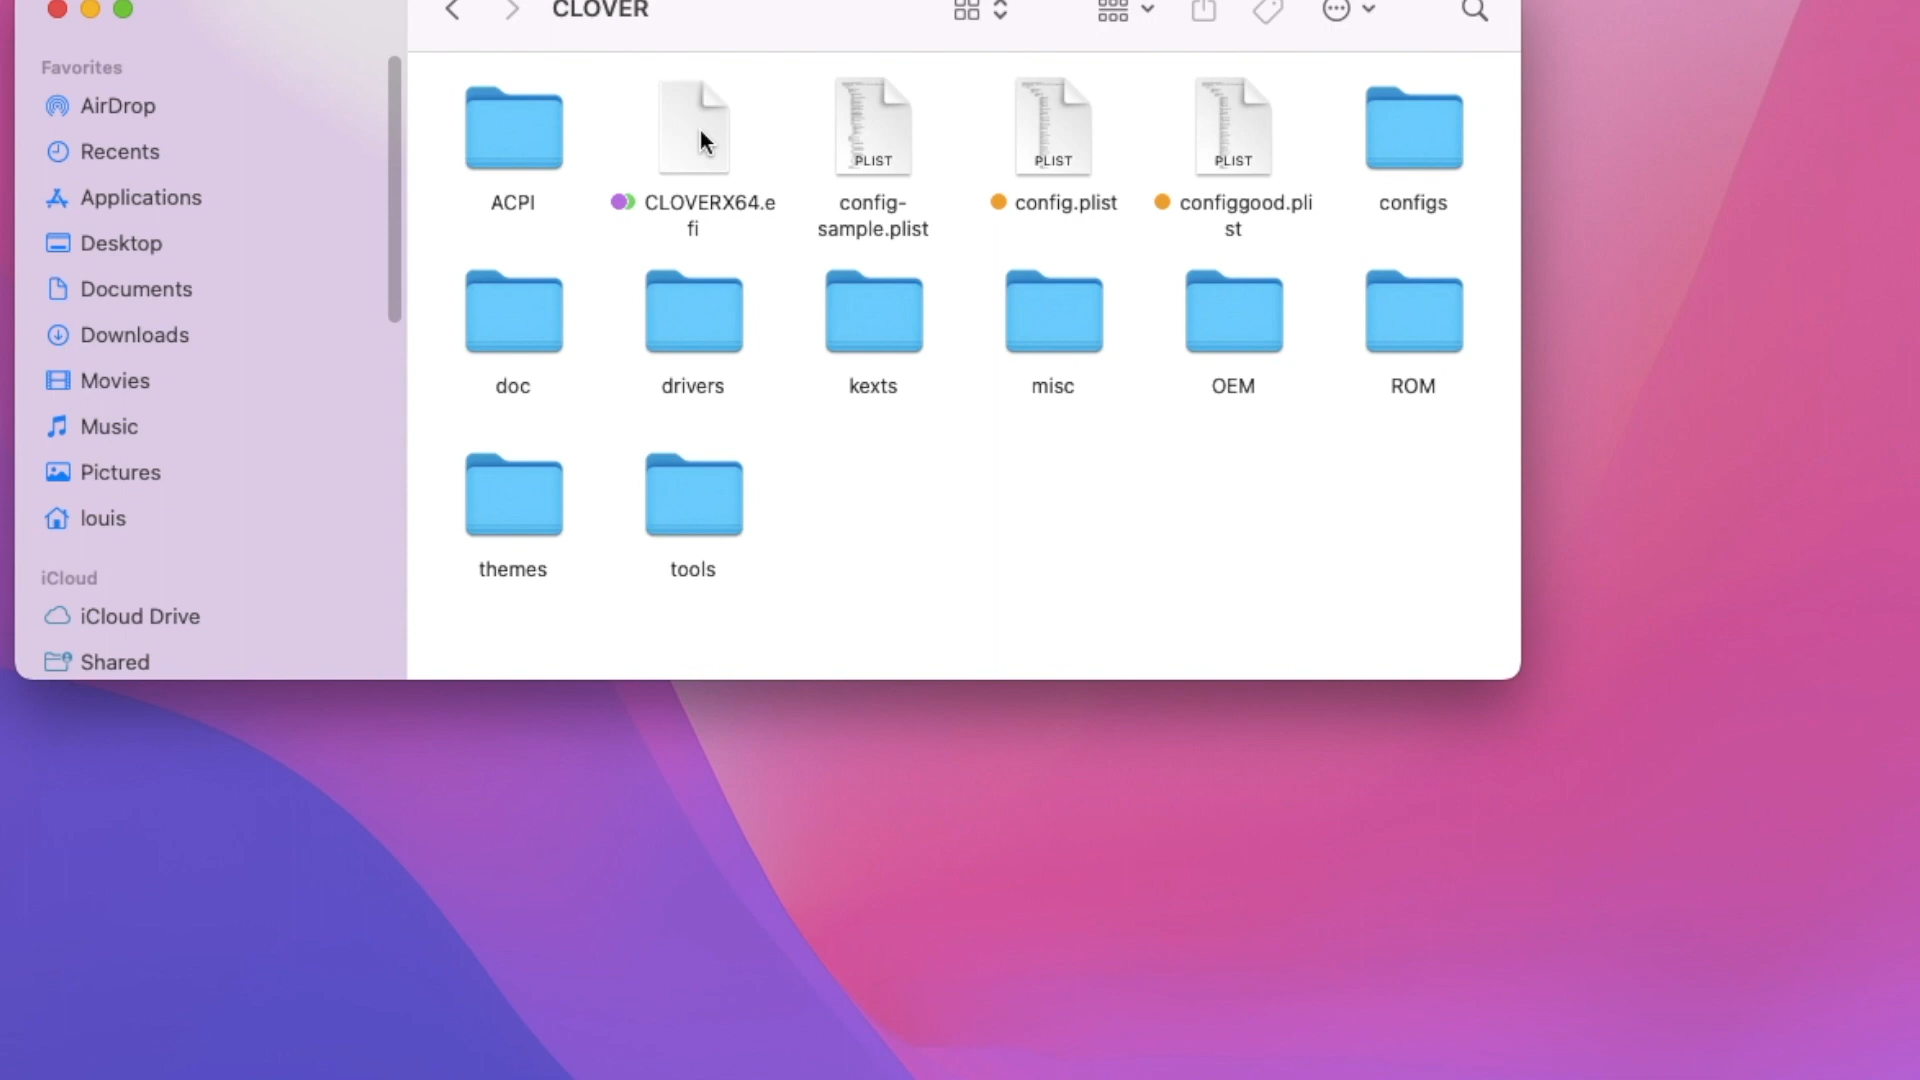 CLOVER
Favorites
AirDrop
Recents
Applications
Desktop
Documents
Downloads
Movies
Music
Pictures
louis
iCloud
iCloud Drive
Shared
PLIST
PLIST
PLIST
ACPI
CLOVERX64.e
fi
config-
sample.plist
config.plist
configgood.pli
st
configs
doc
drivers
kexts
misc
OEM
ROM
themes
tools